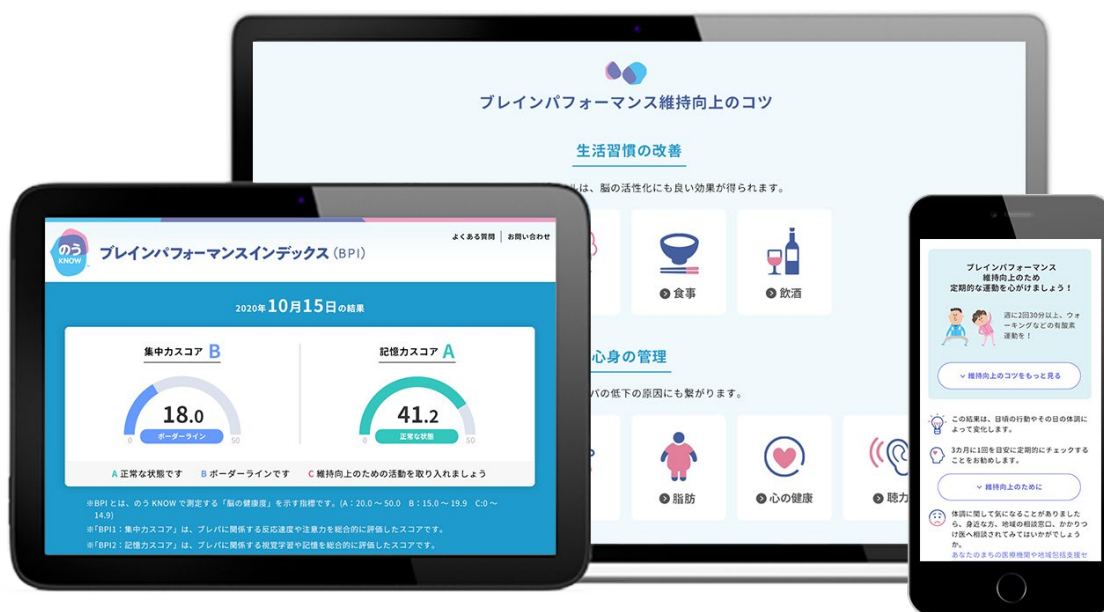 ブレインパフォーマンス維持向上のコツ
生活習慣の改善
は、脳の活性化にも良い効果が得られます。
食事
飲酒
心身の管理
の低下の原因にも繋がります。
脂肪
心の健康
聴力
のう
KNOW
ブレインパフォーマンスインデックス(BPI)
よくある質問 お問い合わせ
2020年10月15日の結果
集中力スコア B
18.0
0 ボーダーライン 50
記憶力スコア A
41.2
0 正常な状態 50
A 正常な状態です B ボーダーラインです C 維持向上のための活動を取り入れましょう
※BPI とは、のう KNOW で測定する「脳の健康度」を示す指標です。(A:20.0 ~ 50.0 B:15.0 ~ 19.9 C:0 ~
14.9)
※「BPI1:集中力スコア」は、ブレパに関係する反応速度や注意力を総合的に評価したスコアです。
※「BPI2:記憶力スコア」は、ブレパに関係する視覚学習や記憶を総合的に評価したスコアです。
ブレインパフォーマンス
維持向上のため
定期的な運動を心がけましょう!
週に2回30分以上、ウォ
ーキングなどの有酸素
運動を!
維持向上のコツをもっと見る
この結果は、日頃の行動やその日の体調に
よって変化します。
3カ月に1回を目安に定期的にチェックする
ことをお勧めします。
維持向上のために
体調に関して気になることがありました
ら、身近な方、地域の相談窓口、かかりつ
け医へ相談されてみてはいかがでしょう
か。
あなたのまちの医療機関や地域包括支援セ